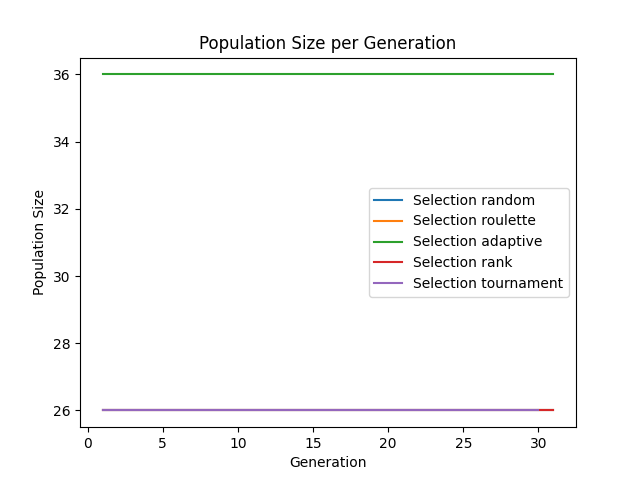 Population Size per Generation
36
34
32
30
28
26
Population Size
Selection random
Selection roulette
Selection adaptive
Selection rank
Selection tournament
0 5 10 15 20 25 30
Generation